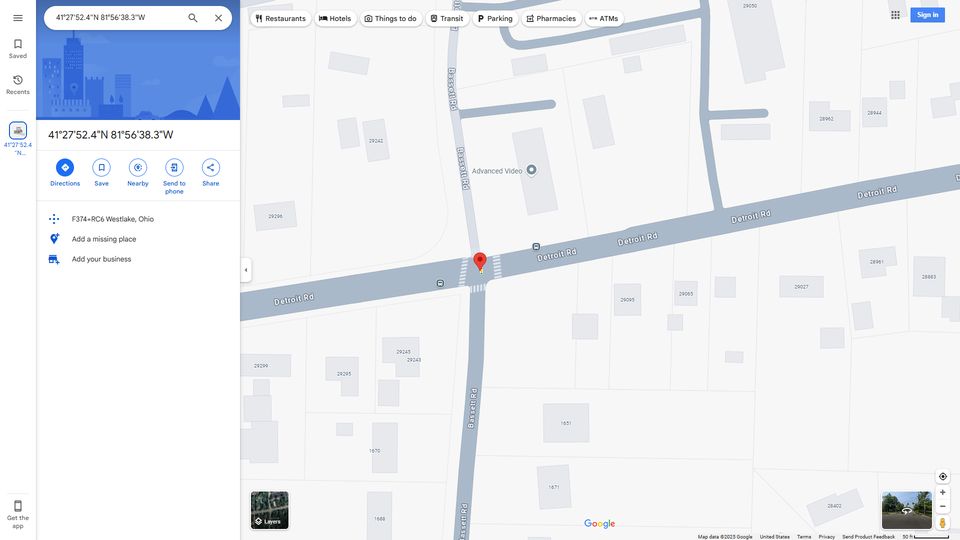 41°27'52.4"N 81°56'38.3"W
Restaurants
Hotels
Things to do
Transit
Parking
Pharmacies
ATMs
Sign in
Saved
Recents
41°27'52.4
"N...
41°27'52.4"N 81°56'38.3"W
Directions
Save
Nearby
Send to
phone
Share
F374+RC6 Westlake, Ohio
Add a missing place
Add your business
Get the
app
29050
Bassett Rd
Bassett Rd
29242
Advanced Video
28962
28944
29296
Detroit Rd
Detroit Rd
Detroit Rd
Detroit Rd
Detroit Rd
28961
28883
29095
29065
29027
29299
29295
29245
29243
Bassett Rd
1651
1670
1671
1688
28402
Bassett Rd
Layers
Google
Map data ©2025 Google
United States
Terms
Privacy
Send Product Feedback
50 ft